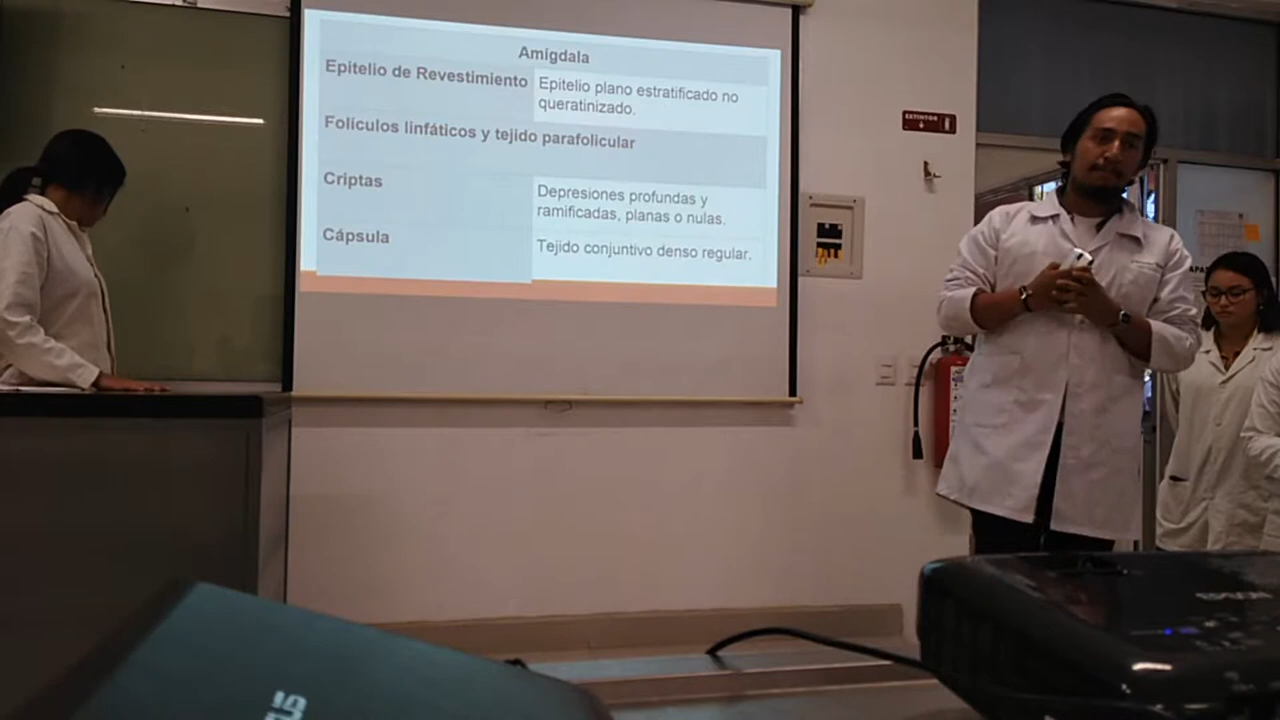 Amígdala
Epitelio de Revestimiento
Epitelio plano estratificado no
queratinizado.
Folículos linfáticos y tejido parafolicular
Criptas
Depresiones profundas y
ramificadas, planas o nulas.
Cápsula
Tejido conjuntivo denso regular.
EXTINTOR
EPSON